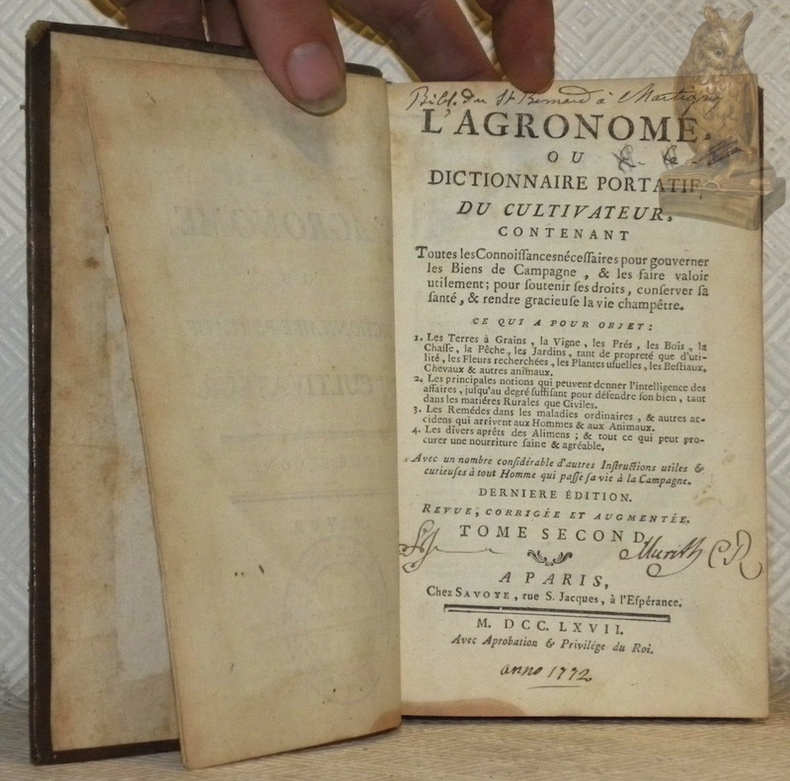 Bibl. du St Bernard à Martigny
L'AGRONOME,
OU
DICTIONNAIRE PORTATIF,
DU CULTIVATEUR,
CONTENANT
Toutes les Connoiſſances néceſſaires pour gouverner
les Biens de Campagne, & les faire valoir
utilement; pour ſoutenir ſes droits, conſerver ſa
ſanté, & rendre gracieuſe la vie champêtre.
CE QUI A POUR OBJET:
1. Les Terres à Grains, la Vigne, les Prés, les Bois, la
Chaſſe, la Pêche, les Jardins, tant de propreté que d'uti-
lité, les Fleurs recherchées, les Plantes uſuelles, les Beſtiaux,
Chevaux & autres animaux.
2. Les principales notions qui peuvent donner l'intelligence des
affaires, juſqu'au degré ſuffiſant pour défendre ſon bien, tant
dans les matiéres Rurales que Civiles.
3. Les Remédes dans les maladies ordinaires, & autres ac-
cidens qui arrivent aux Hommes & aux Animaux.
4. Les divers aprêts des Alimens; & tout ce qui peut pro-
curer une nourriture ſaine & agréable.
Avec un nombre conſidérable d'autres Inſtructions utiles &
curieuſes à tout Homme qui paſſe ſa vie à la Campagne.
DERNIERE ÉDITION.
REVUE, CORRIGÉE ET AUGMENTÉE.
TOME SECOND
Murith CR
A PARIS,
Chez SAVOYE, rue S. Jacques, à l'Eſpérance.
M. DCC. LXVII.
Avec Aprobation & Privilége du Roi.
anno 1772